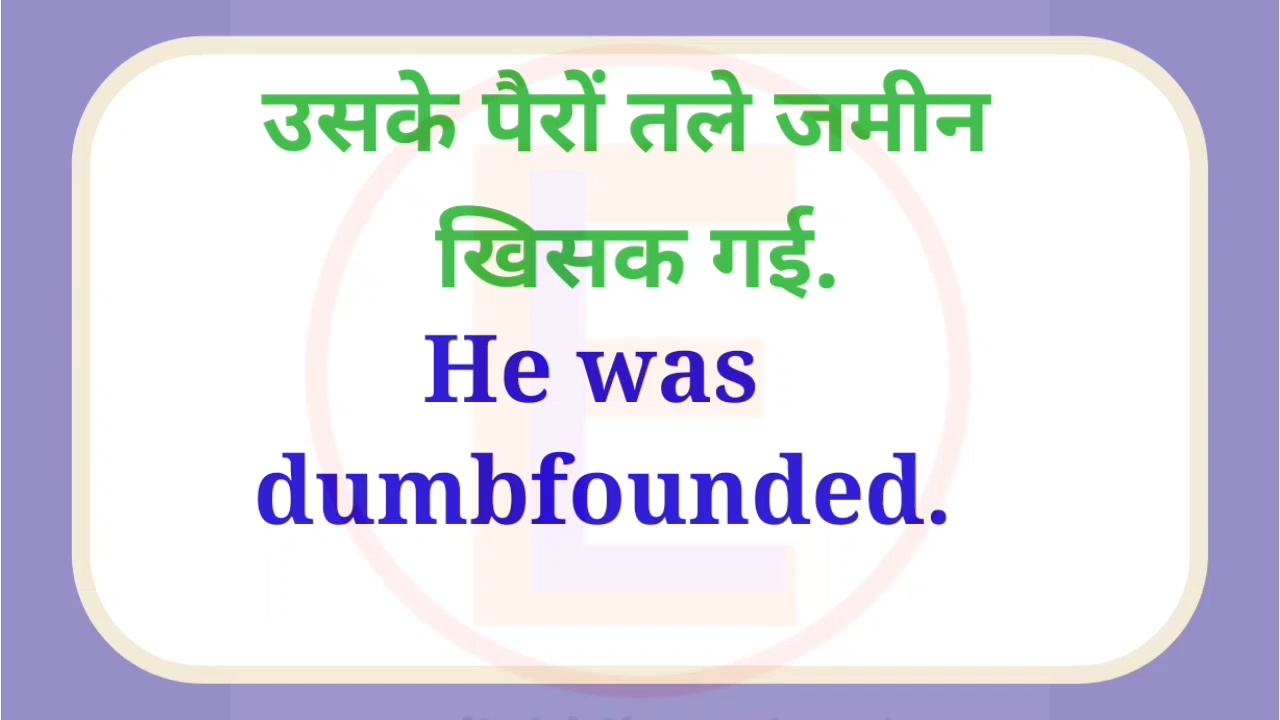 उसके पैरों तले जमीन
खिसक गई.
He was
dumbfounded.